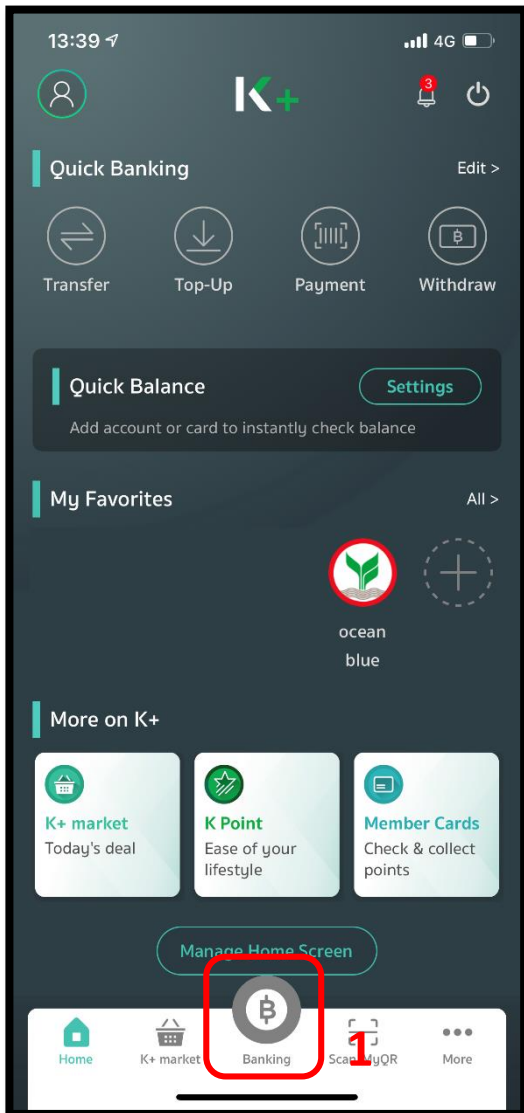 13:39
4G
K+
3
Quick Banking
Edit >
Transfer
Top-Up
Payment
Withdraw
Quick Balance
Settings
Add account or card to instantly check balance
My Favorites
All >
ocean
blue
More on K+
K+ market
Today's deal
K Point
Ease of your
lifestyle
Member Cards
Check & collect
points
Manage Home Screen
Home
K+ market
Banking
Scan/MyQR
More
1